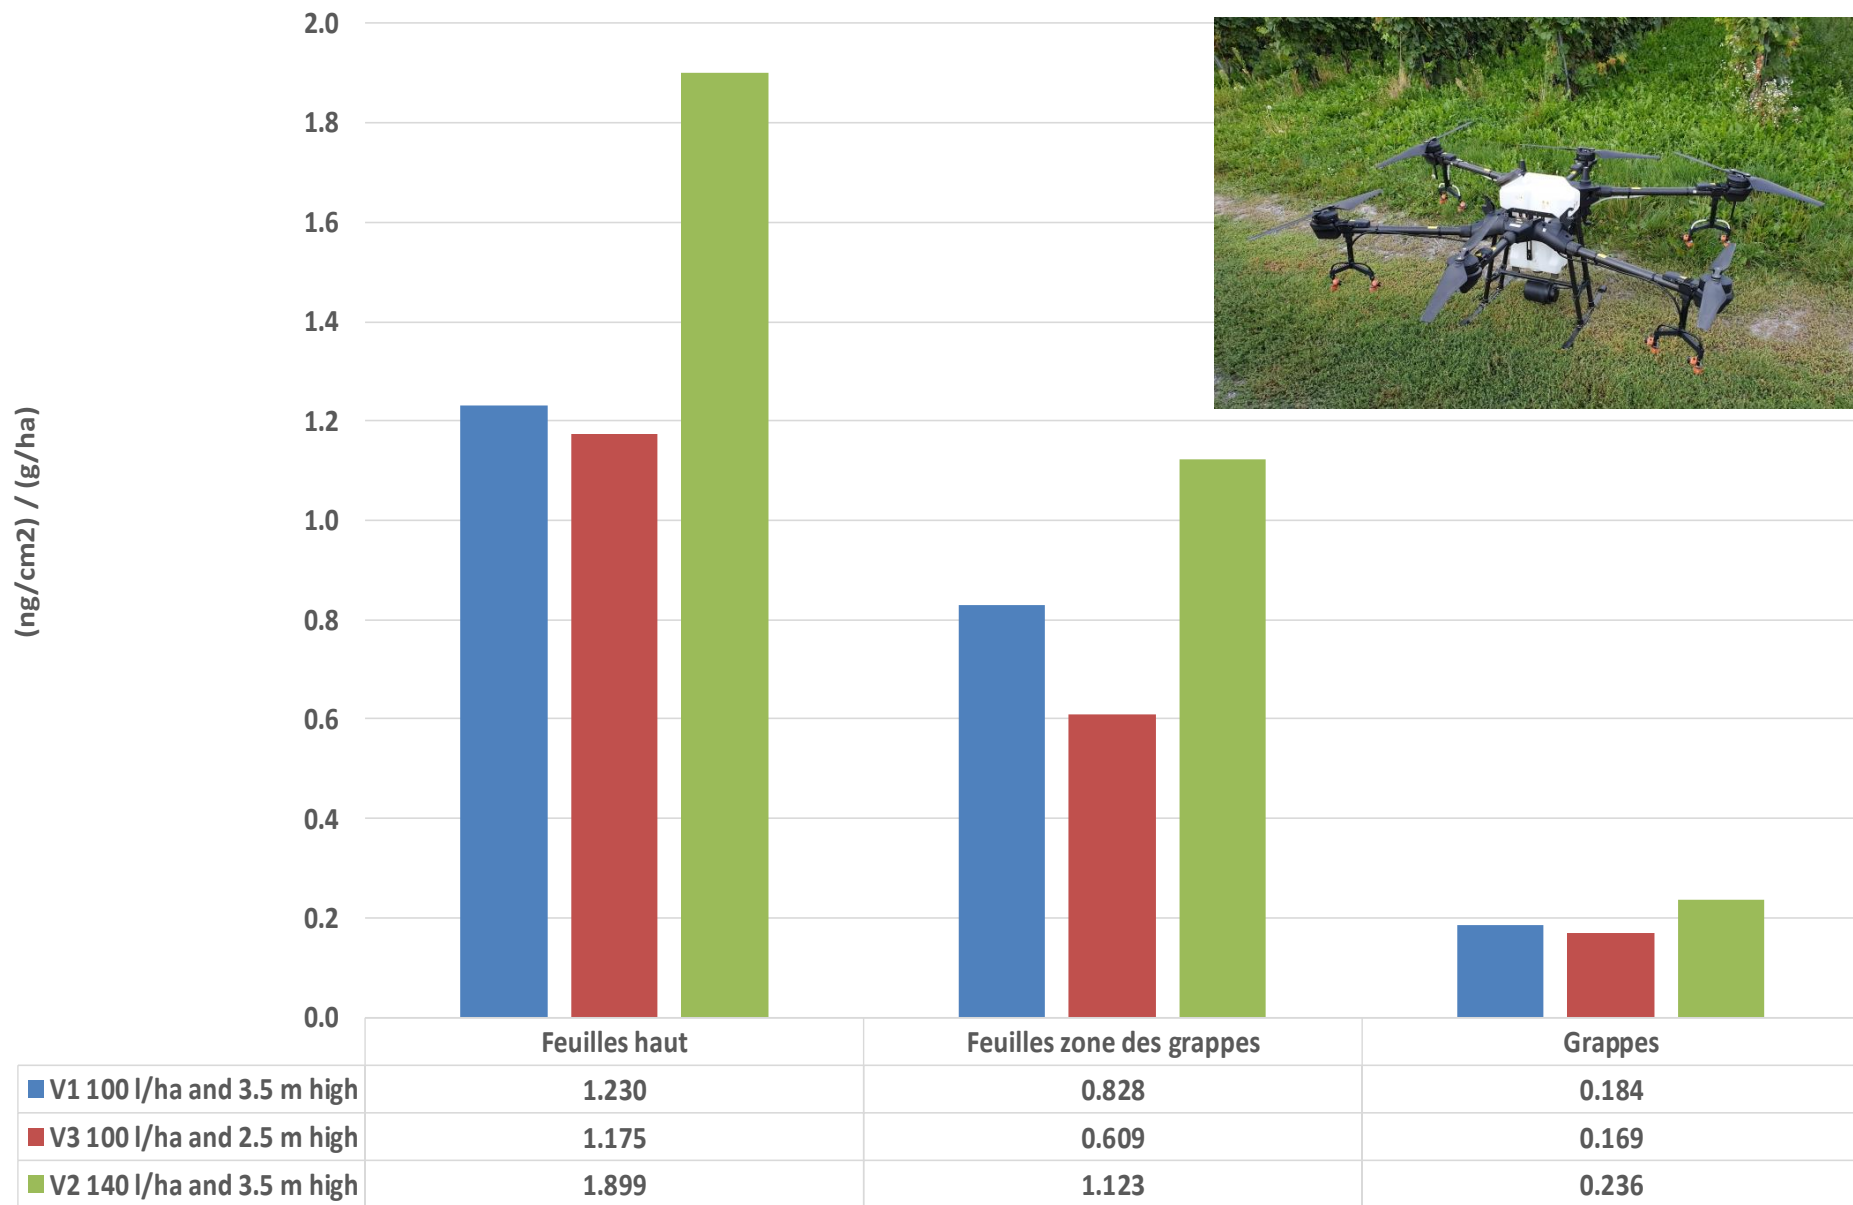 2.0
1.8
1.6
1.4
1.2
1.0
0.8
0.6
0.4
0.2
0.0
(ng/cm2) / (g/ha)
Feuilles haut Feuilles zone des grappes Grappes
V1 100 l/ha and 3.5 m high 1.230 0.828 0.184
V3 100 l/ha and 2.5 m high 1.175 0.609 0.169
V2 140 l/ha and 3.5 m high 1.899 1.123 0.236